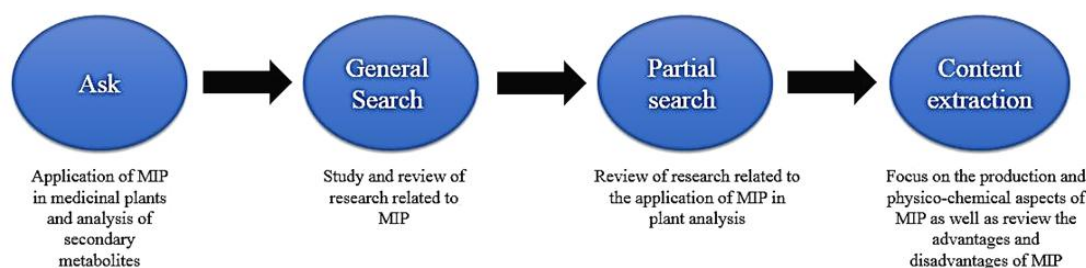 Ask
General
Search
Partial
search
Content
extraction
Application of MIP
in medicinal plants
and analysis of
secondary
metabolites
Study and review of
research related to
MIP
Review of research related to
the application of MIP in
plant analysis
Focus on the production and
physico-chemical aspects of
MIP as well as review the
advantages and
disadvantages of MIP